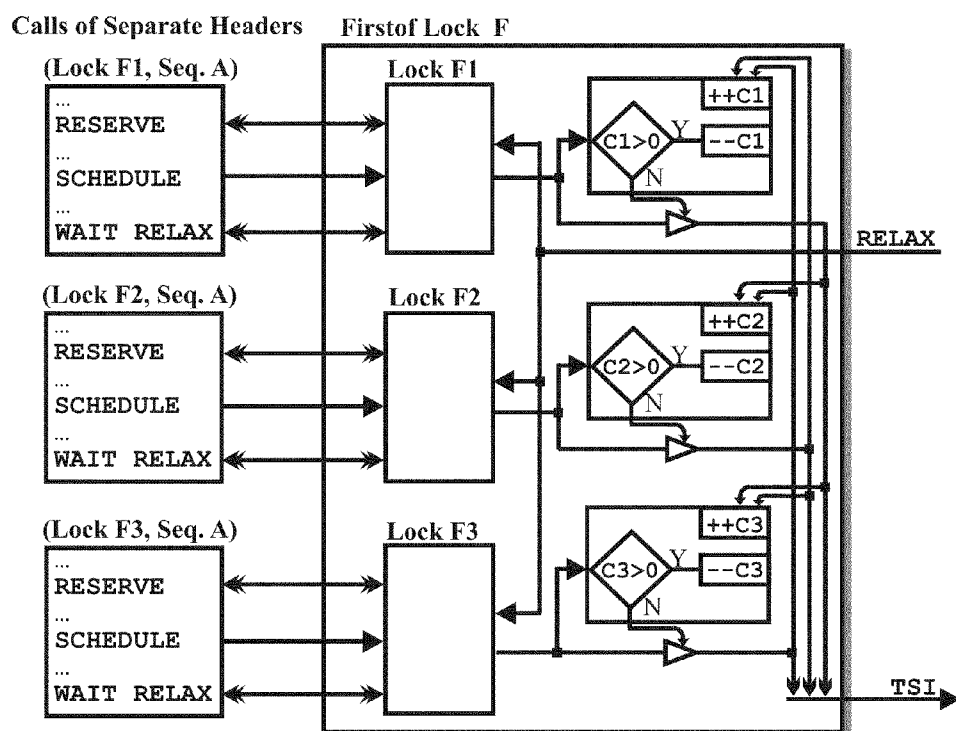 Calls of Separate Headers
Firstof Lock F
(Lock F1, Seq. A)
...
RESERVE
...
SCHEDULE
...
WAIT RELAX
Lock F1
++C1
C1>0
Y
--C1
N
RELAX
(Lock F2, Seq. A)
...
RESERVE
...
SCHEDULE
...
WAIT RELAX
Lock F2
++C2
C2>0
Y
--C2
N
(Lock F3, Seq. A)
...
RESERVE
...
SCHEDULE
...
WAIT RELAX
Lock F3
++C3
C3>0
Y
--C3
N
TSI